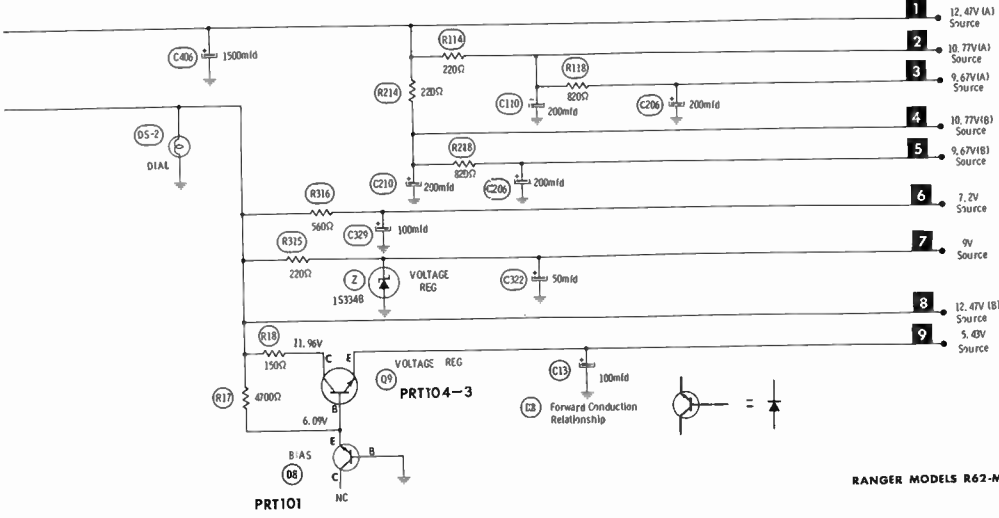 1 12.47V(A)
Source
2 10.77V(A)
Source
3 9.67V(A)
Source
4 10.77V(B)
Source
5 9.67V(B)
Source
6 7.2V
Source
7 9V
Source
8 12.47V (B)
Source
9 5.43V
Source
C406 1500mfd
R114
220Ω
R118
820Ω
R214 220Ω
C110 200mfd
C206 200mfd
DS-2
DIAL
R218
820Ω
C210 200mfd
C206 200mfd
R316
560Ω
C329 100mfd
R315
220Ω
Z
1S334B
VOLTAGE
REG
C322 50mfd
R18
150Ω
11.96V
C E
VOLTAGE REG
Q9
PRT104-3
R17 4700Ω
B
6.09V
C13 100mfd
D8 Forward Conduction
Relationship
=
BIAS
D8
E
B
C
NC
PRT101
RANGER MODELS R62-M